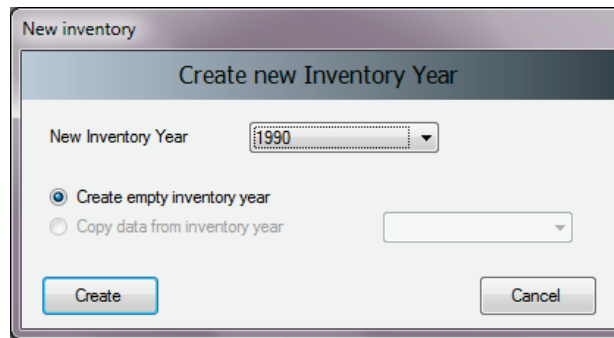 New inventory
Create new Inventory Year
New Inventory Year 1990
Create empty inventory year
Copy data from inventory year
Create Cancel